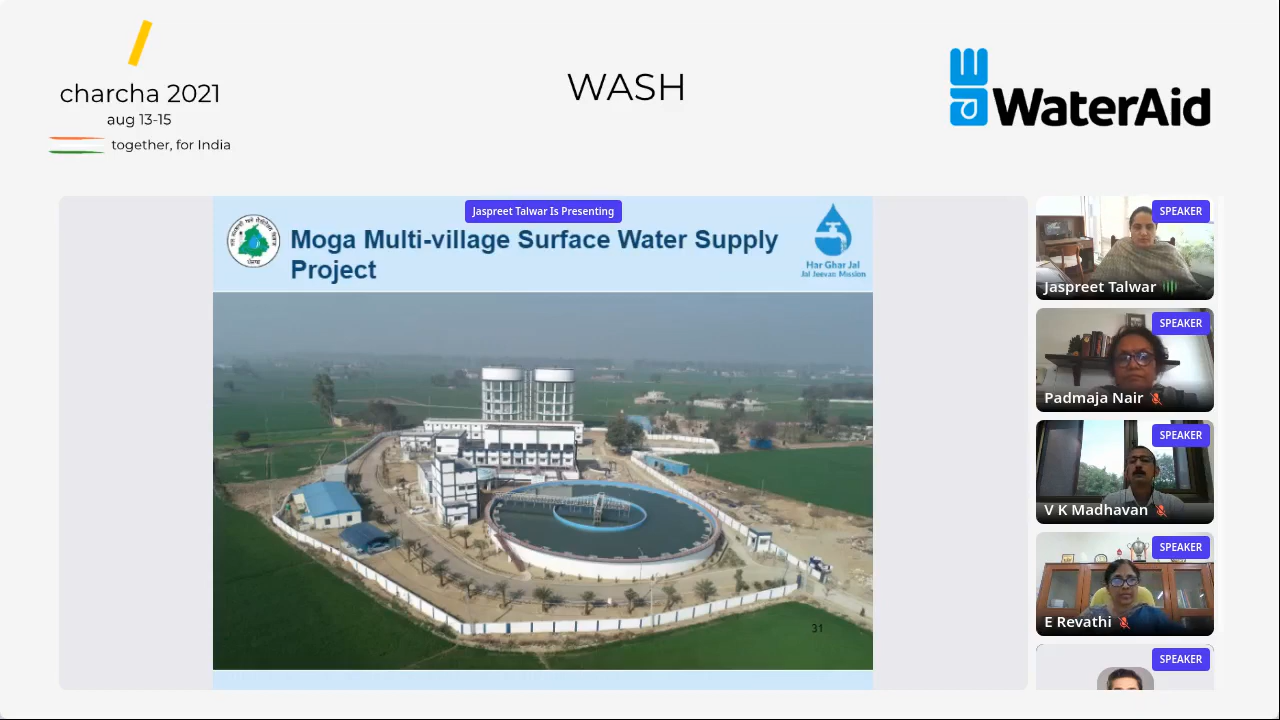 charcha 2021
aug 13-15
together, for India
WASH
WaterAid
Jaspreet Talwar Is Presenting
Moga Multi-village Surface Water Supply
Project
Har Ghar Jal
Jal Jeevan Mission
31
SPEAKER
Jaspreet Talwar
SPEAKER
Padmaja Nair
SPEAKER
V K Madhavan
SPEAKER
E Revathi
SPEAKER